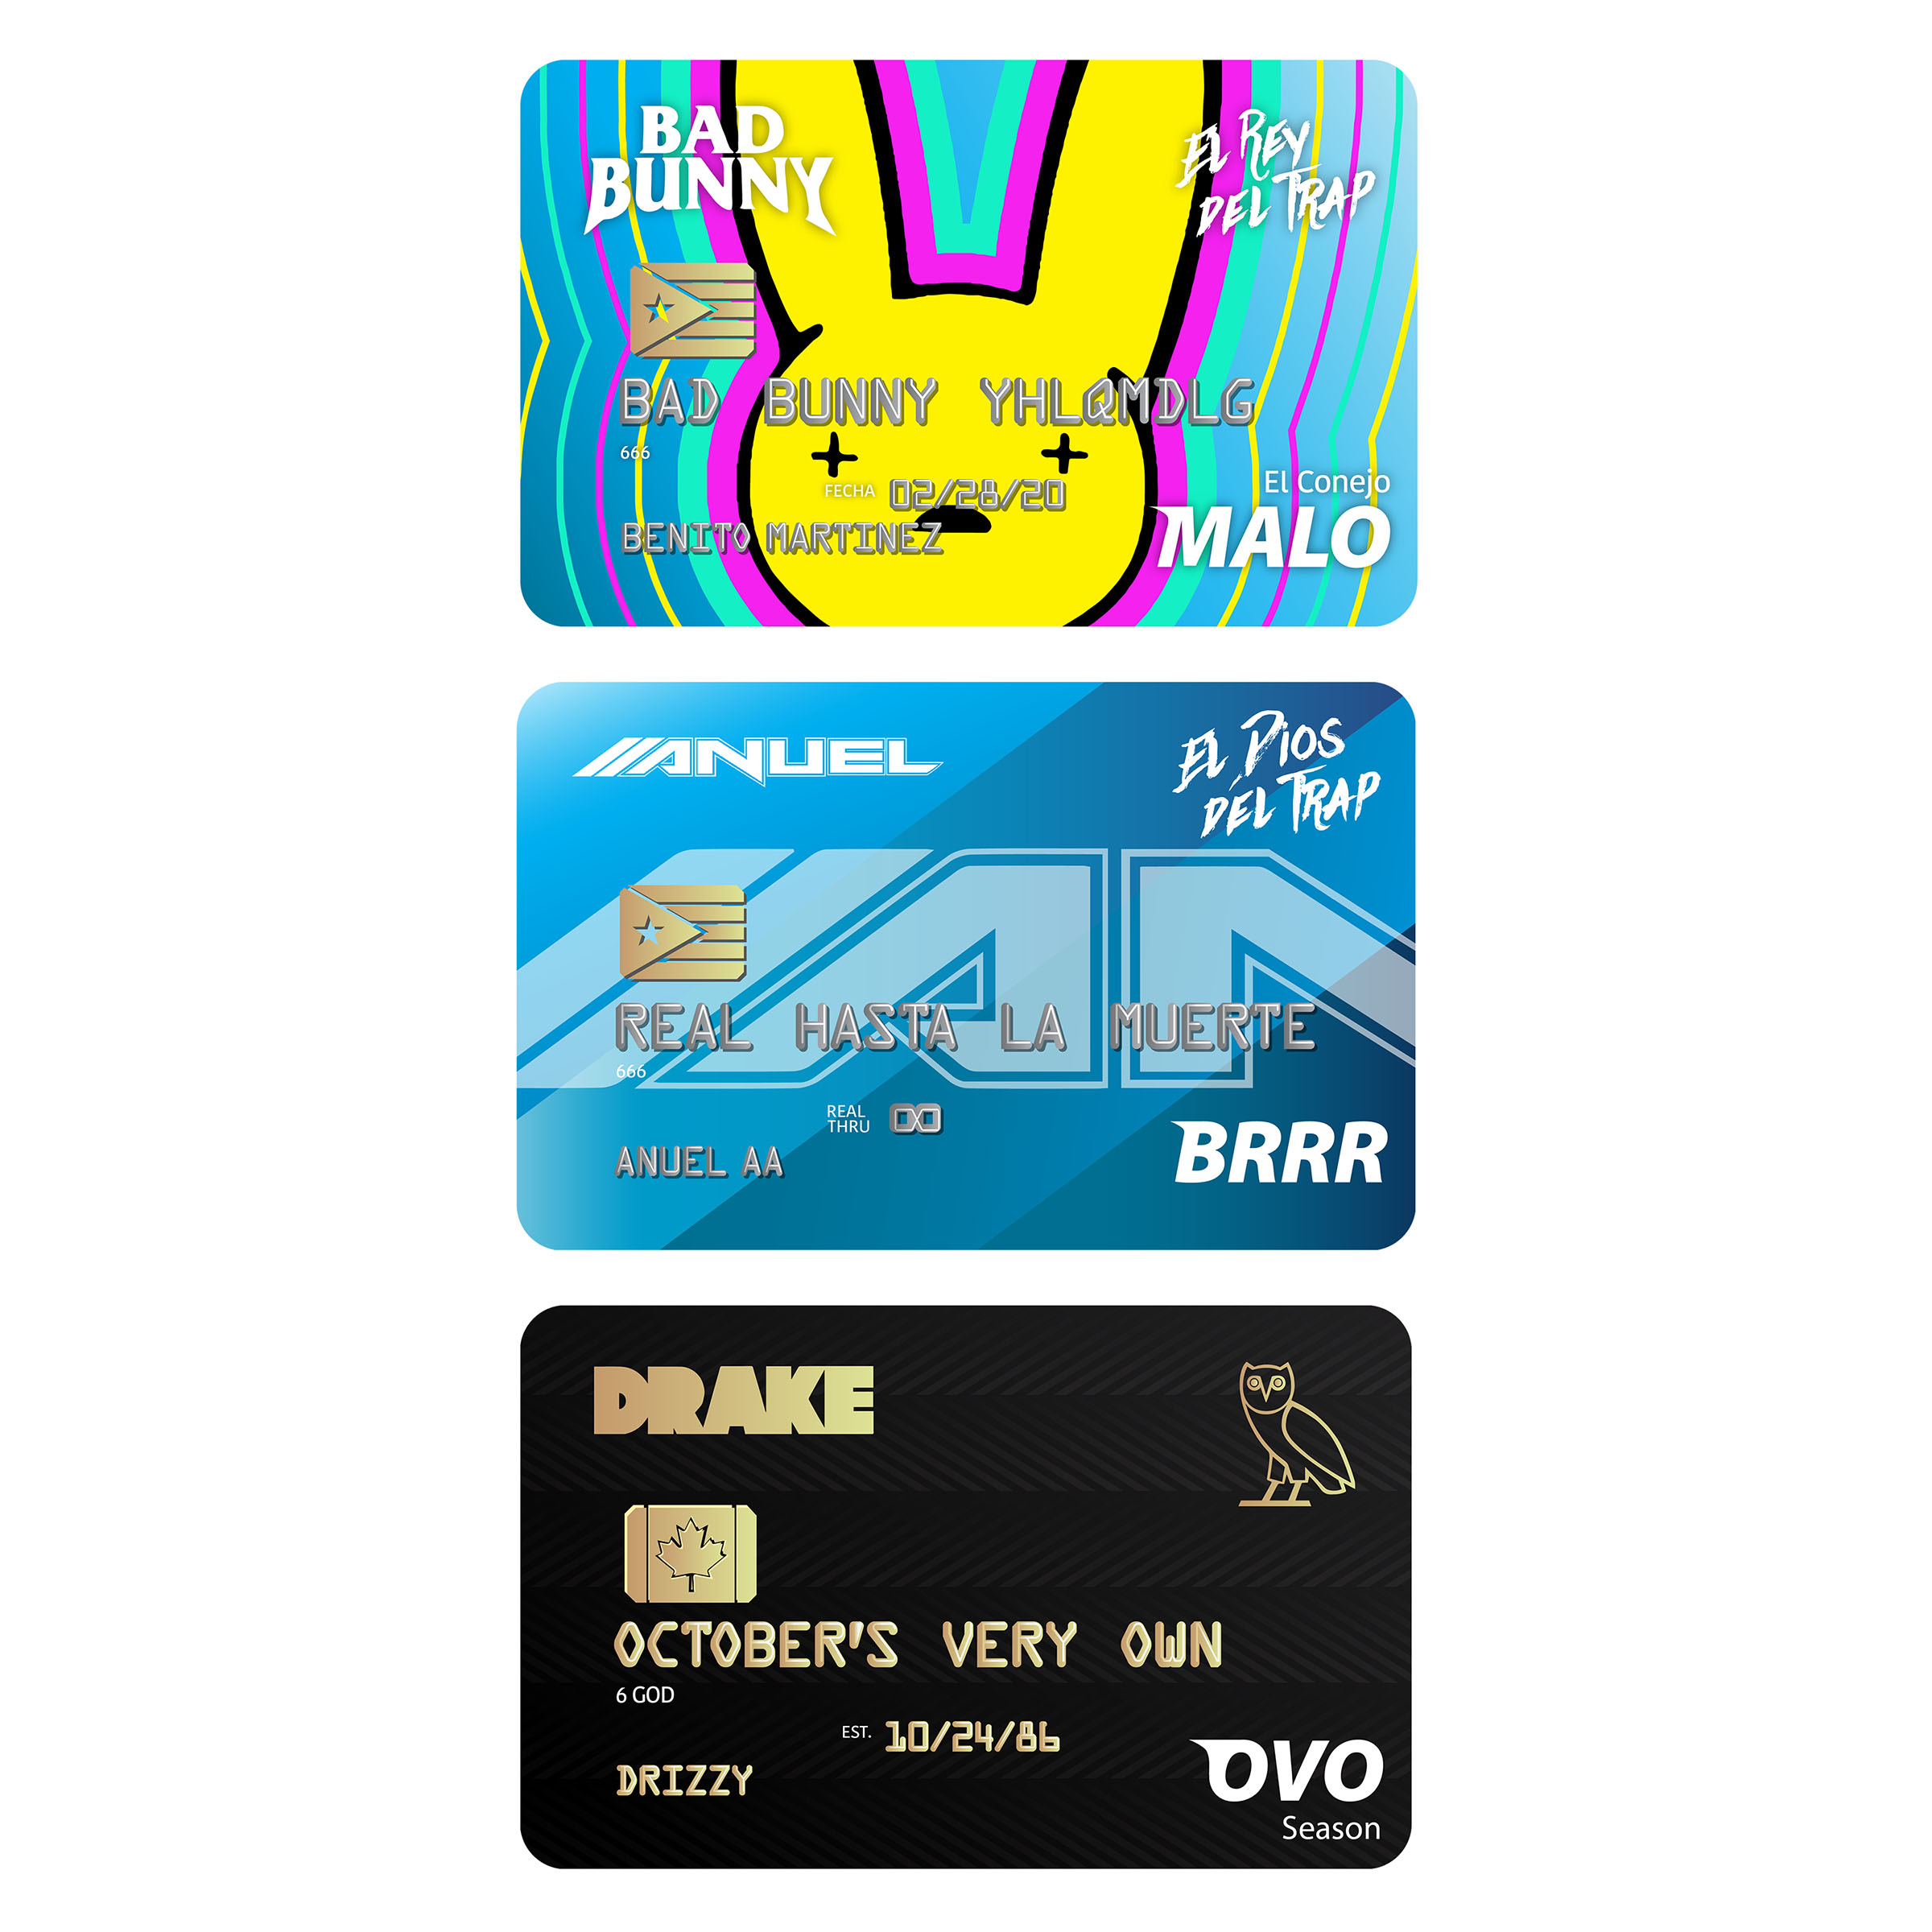 BAD
BUNNY
EL REY
DEL TRAP
BAD BUNNY YHLQMDLG
666
FECHA 02/28/20
BENITO MARTINEZ
El Conejo
MALO
ANUEL
EL DIOS
DEL TRAP
REAL HASTA LA MUERTE
666
REAL
THRU ∞
ANUEL AA
BRRR
DRAKE
OCTOBER'S VERY OWN
6 GOD
EST. 10/24/86
DRIZZY
OVO
Season